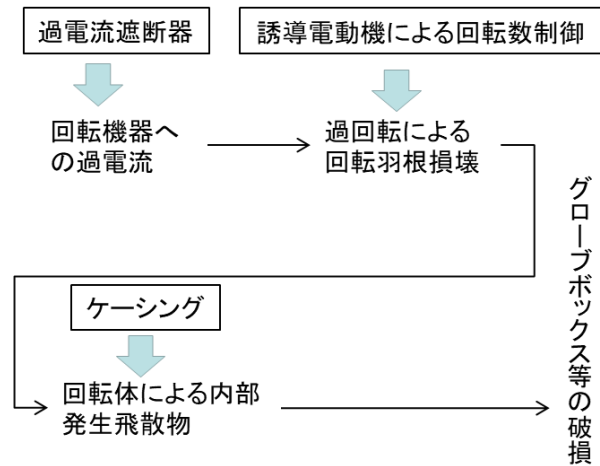 過電流遮断器
誘導電動機による回転数制御
回転機器へ
の過電流
過回転による
回転羽根損壊
ケーシング
回転体による内部
発生飛散物
グローブボックス等の破損